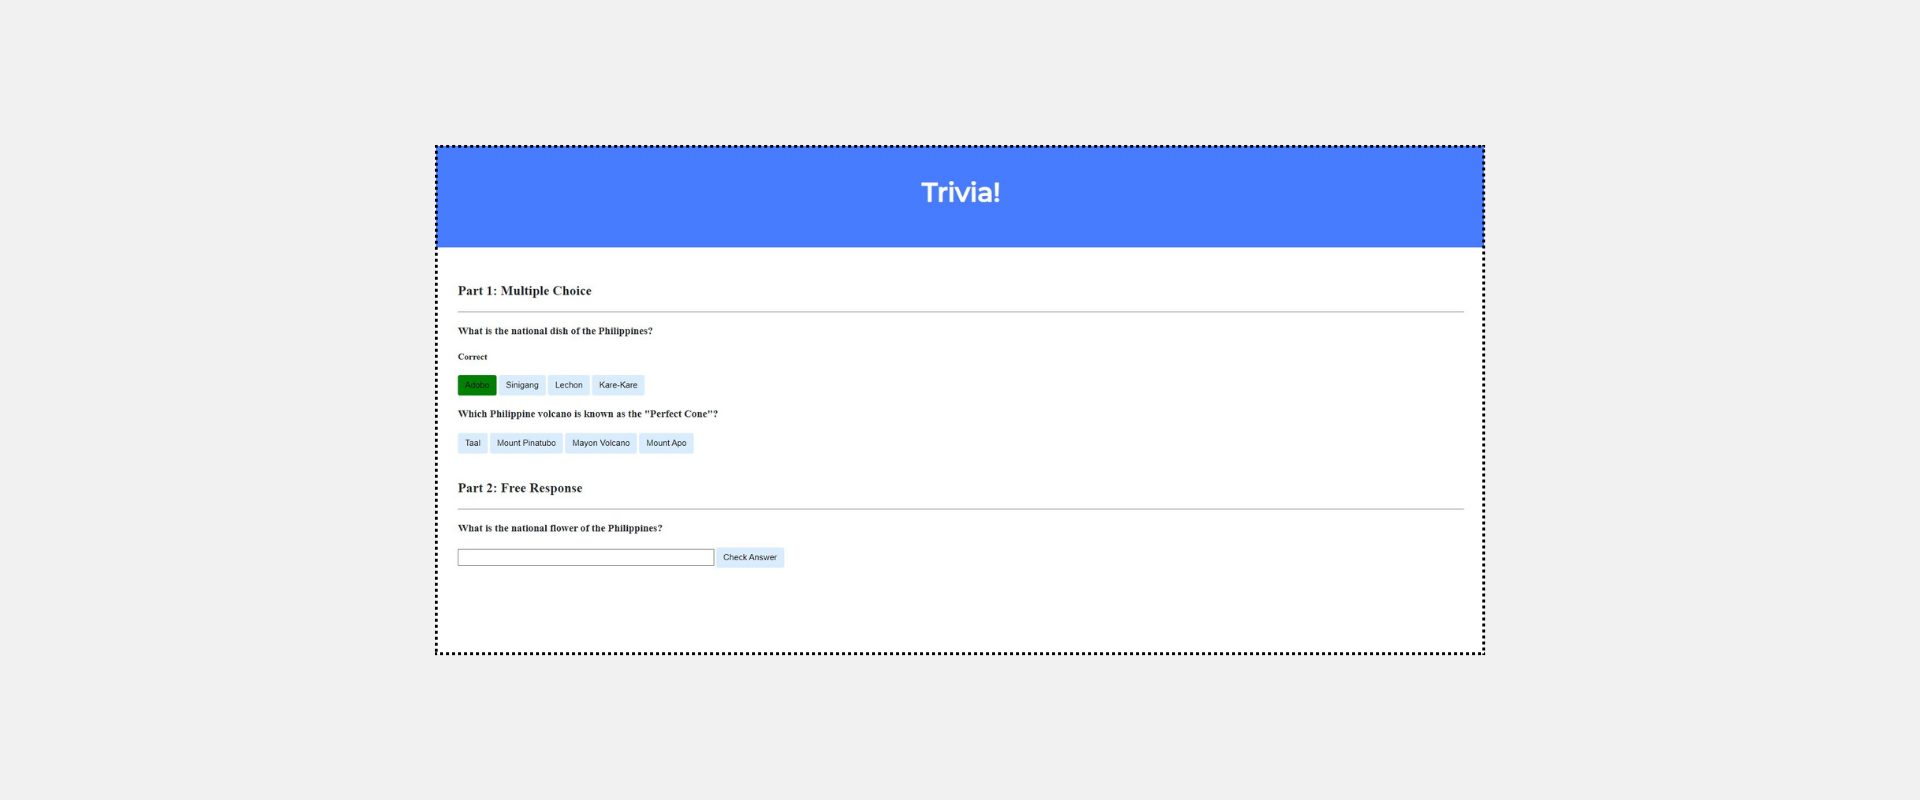 Trivia!
Part 1: Multiple Choice
What is the national dish of the Philippines?
Correct
Adobo Sinigang Lechon Kare-Kare
Which Philippine volcano is known as the "Perfect Cone"?
Taal Mount Pinatubo Mayon Volcano Mount Apo
Part 2: Free Response
What is the national flower of the Philippines?
Check Answer